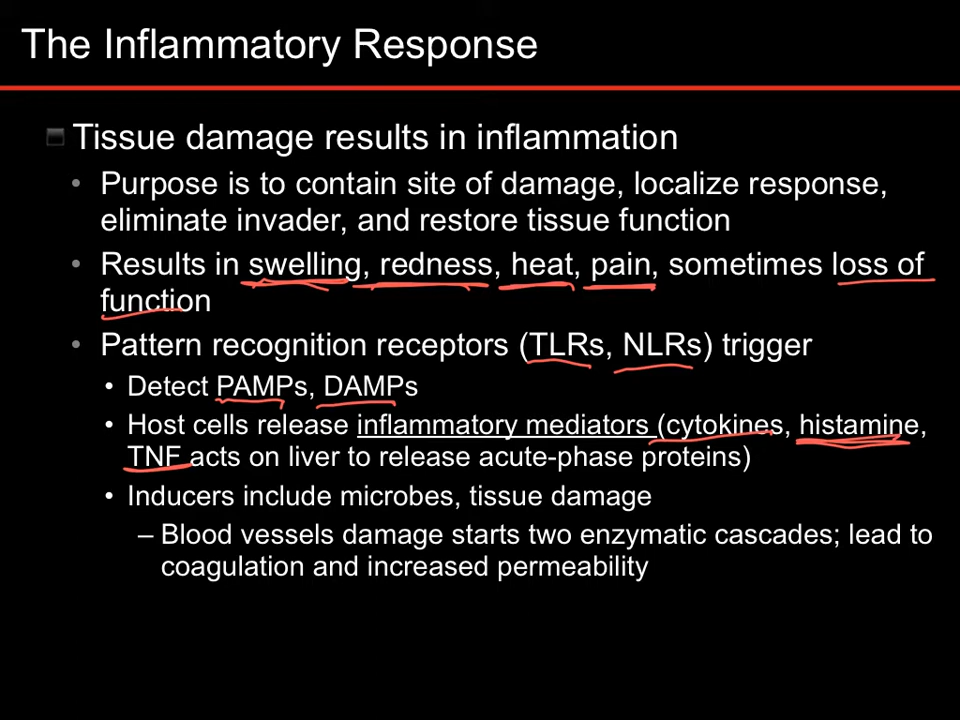 The Inflammatory Response
Tissue damage results in inflammation
• Purpose is to contain site of damage, localize response,
eliminate invader, and restore tissue function
• Results in swelling, redness, heat, pain, sometimes loss of
function
• Pattern recognition receptors (TLRs, NLRs) trigger
• Detect PAMPs, DAMPs
• Host cells release inflammatory mediators (cytokines, histamine,
TNF acts on liver to release acute-phase proteins)
• Inducers include microbes, tissue damage
– Blood vessels damage starts two enzymatic cascades; lead to
coagulation and increased permeability